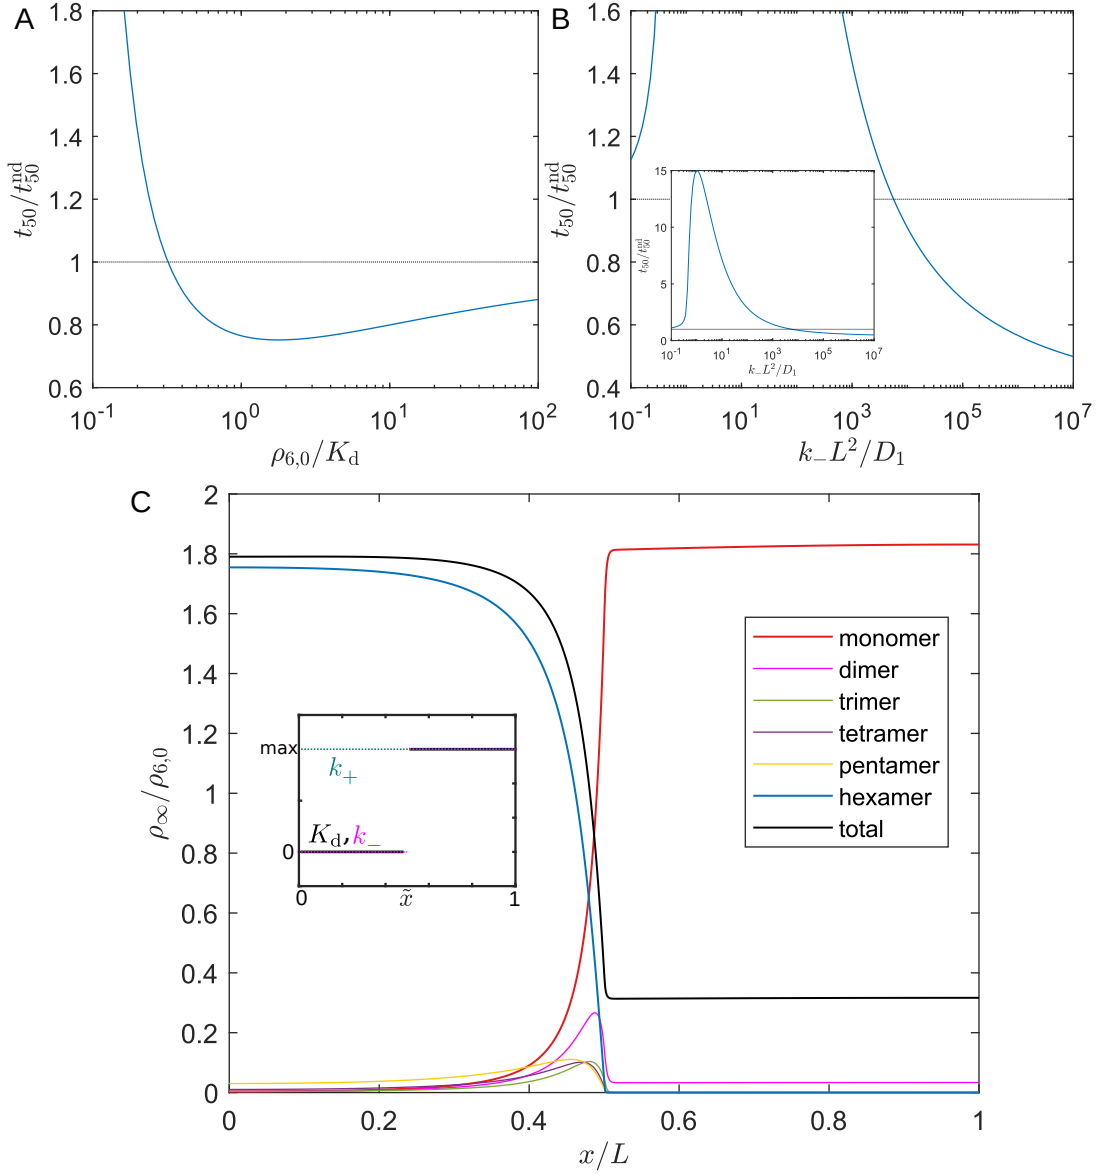 A
1.8
1.6
1.4
1.2
1
0.8
0.6
t₅₀/t₅₀ⁿᵈ
10⁻¹ 10⁰ 10¹ 10²
ρ₆,₀/K_d
B
1.6
1.4
1.2
1
0.8
0.6
0.4
t₅₀/t₅₀ⁿᵈ
10⁻¹ 10¹ 10³ 10⁵ 10⁷
k₋L²/D₁
15
10
5
0
t₅₀/t₅₀ⁿᵈ
10⁻¹ 10¹ 10³ 10⁵ 10⁷
k₋L²/D₁
C
2
1.8
1.6
1.4
1.2
1
0.8
0.6
0.4
0.2
0
ρ∞/ρ₆,₀
0 0.2 0.4 0.6 0.8 1
x/L
max
k₊
K_d, k₋
0
0 x̃ 1
monomer
dimer
trimer
tetramer
pentamer
hexamer
total